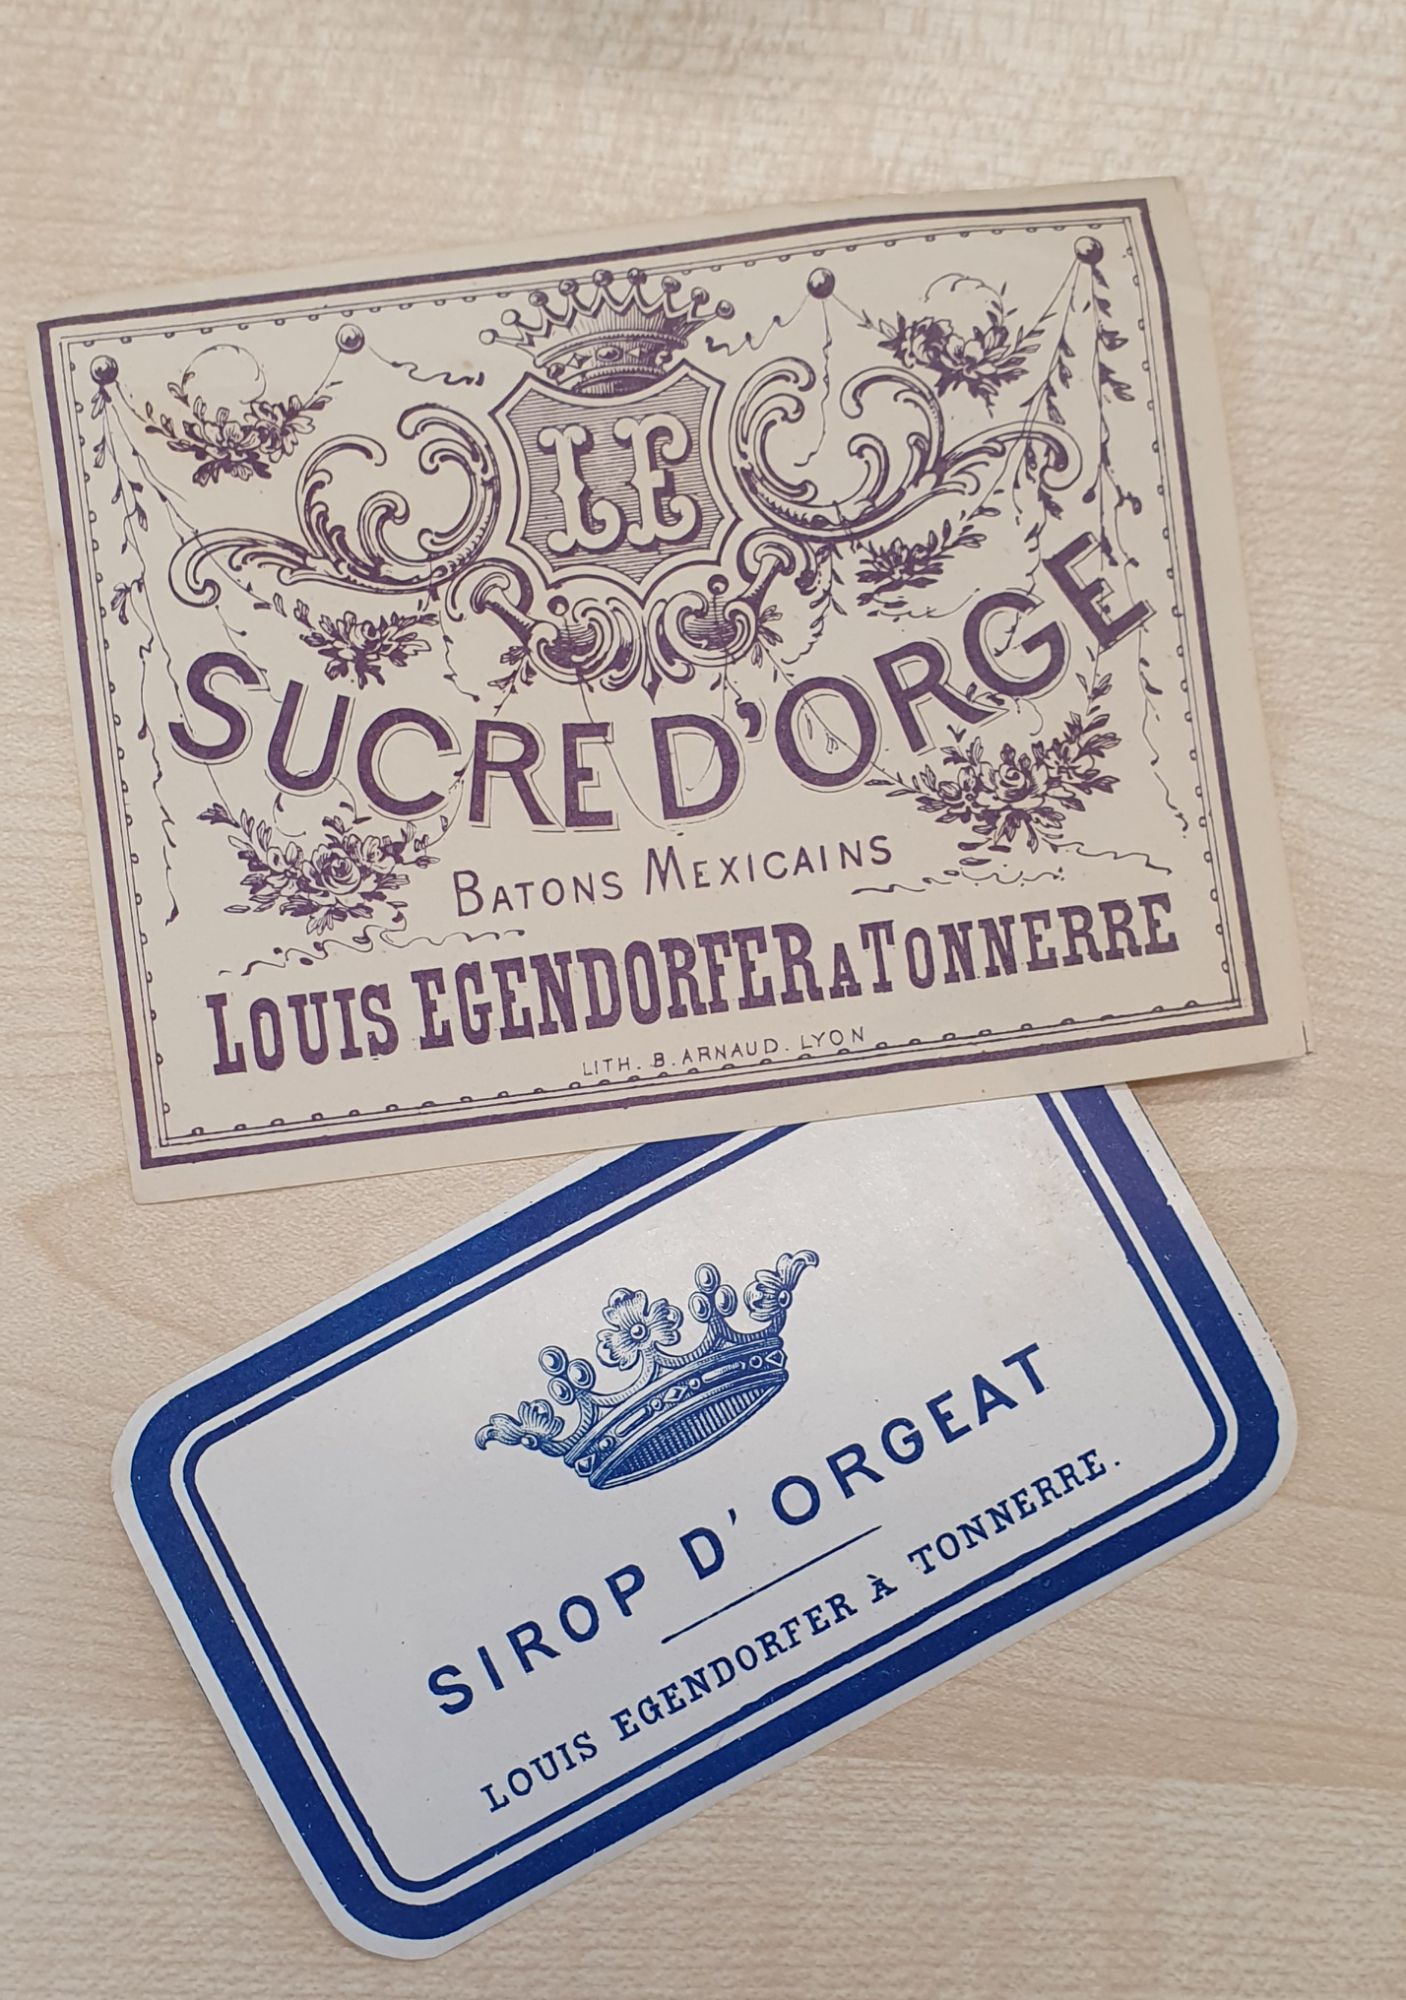 LE
SUCRE D'ORGE
BATONS MEXICAINS
LOUIS EGENDORFER A TONNERRE
LITH. B. ARNAUD. LYON
SIROP D'ORGEAT
LOUIS EGENDORFER À TONNERRE.